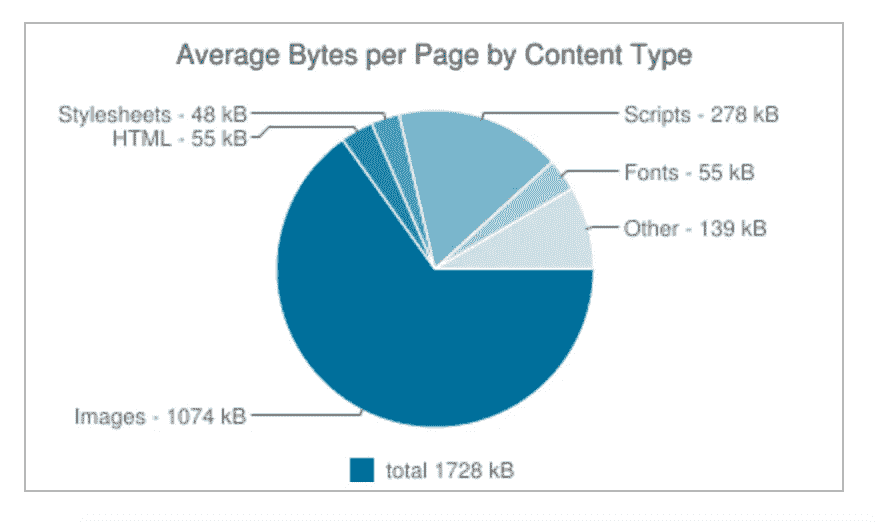 Average Bytes per Page by Content Type
Stylesheets - 48 kB
HTML - 55 kB
Scripts - 278 kB
Fonts - 55 kB
Other - 139 kB
Images - 1074 kB
total 1728 kB